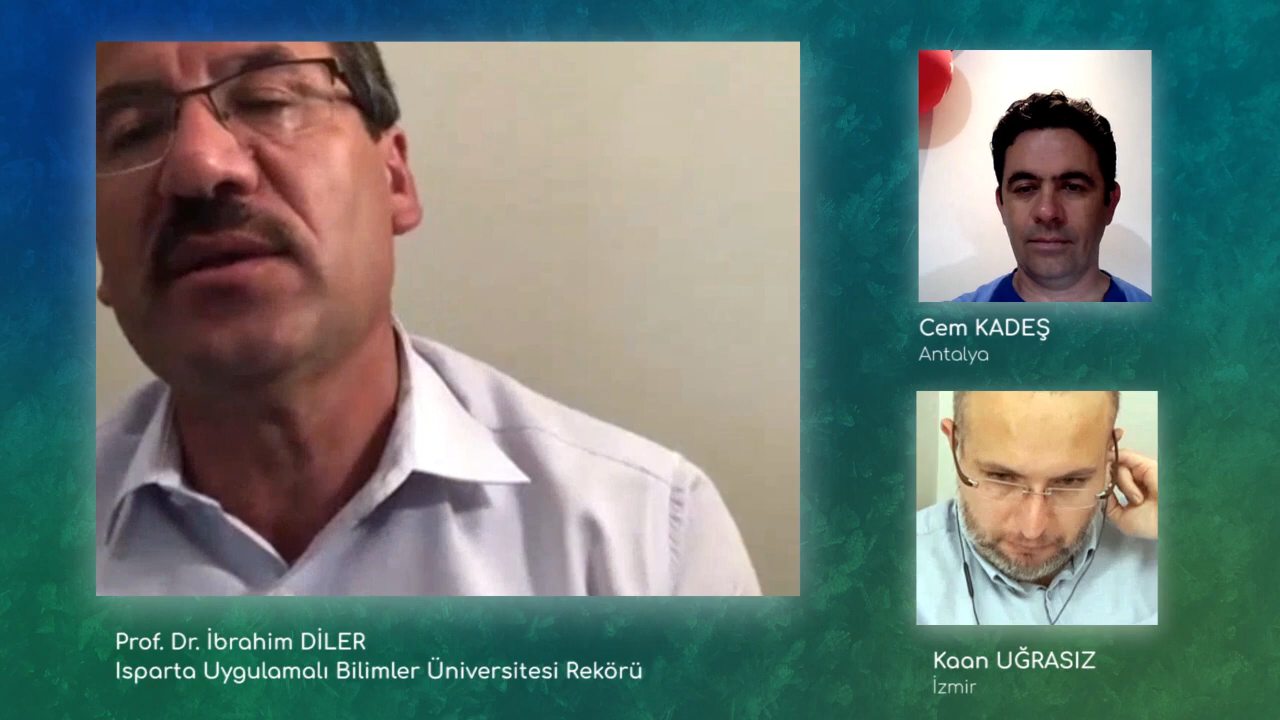 Prof. Dr. İbrahim DİLER
Isparta Uygulamalı Bilimler Üniversitesi Rekörü
Cem KADEŞ
Antalya
Kaan UĞRASIZ
İzmir